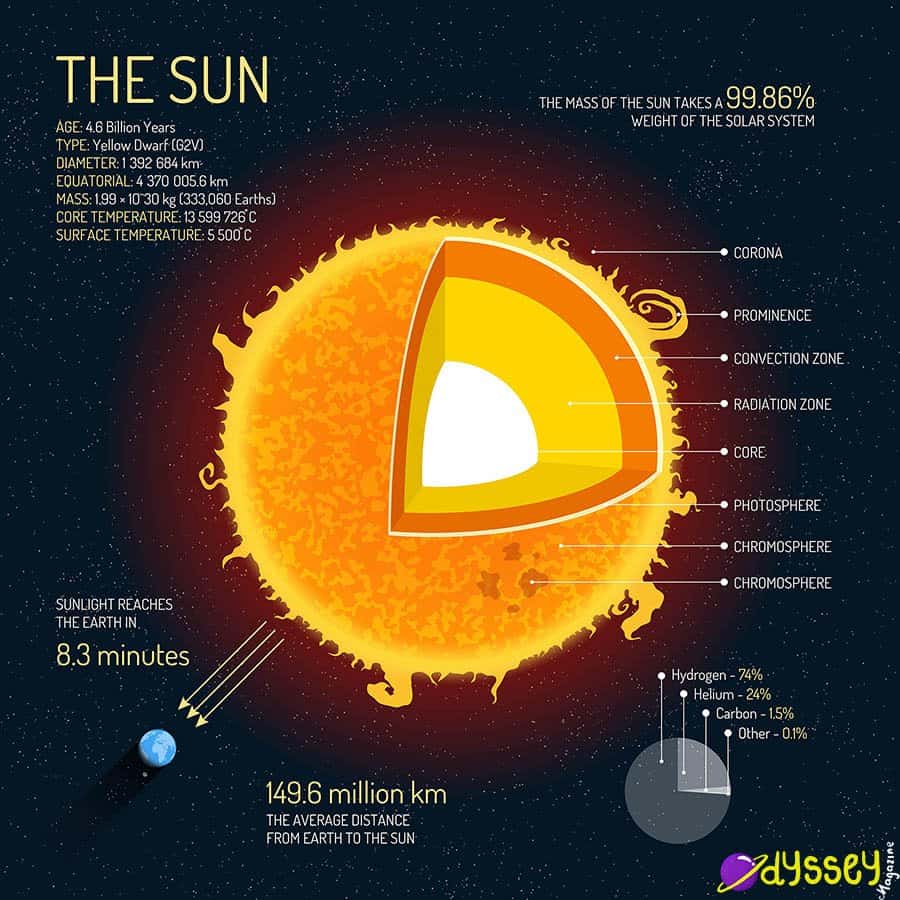 THE SUN
AGE: 4.6 Billion Years
TYPE: Yellow Dwarf (G2V)
DIAMETER: 1 392 684 km
EQUATORIAL: 4 370 005.6 km
MASS: 1.99 × 10^30 kg (333,060 Earths)
CORE TEMPERATURE: 13 599 726°C
SURFACE TEMPERATURE: 5 500°C
THE MASS OF THE SUN TAKES A 99.86%
WEIGHT OF THE SOLAR SYSTEM
CORONA
PROMINENCE
CONVECTION ZONE
RADIATION ZONE
CORE
PHOTOSPHERE
CHROMOSPHERE
CHROMOSPHERE
SUNLIGHT REACHES
THE EARTH IN
8.3 minutes
149.6 million km
THE AVERAGE DISTANCE
FROM EARTH TO THE SUN
Hydrogen - 74%
Helium - 24%
Carbon - 1.5%
Other - 0.1%
Odyssey
Magazine